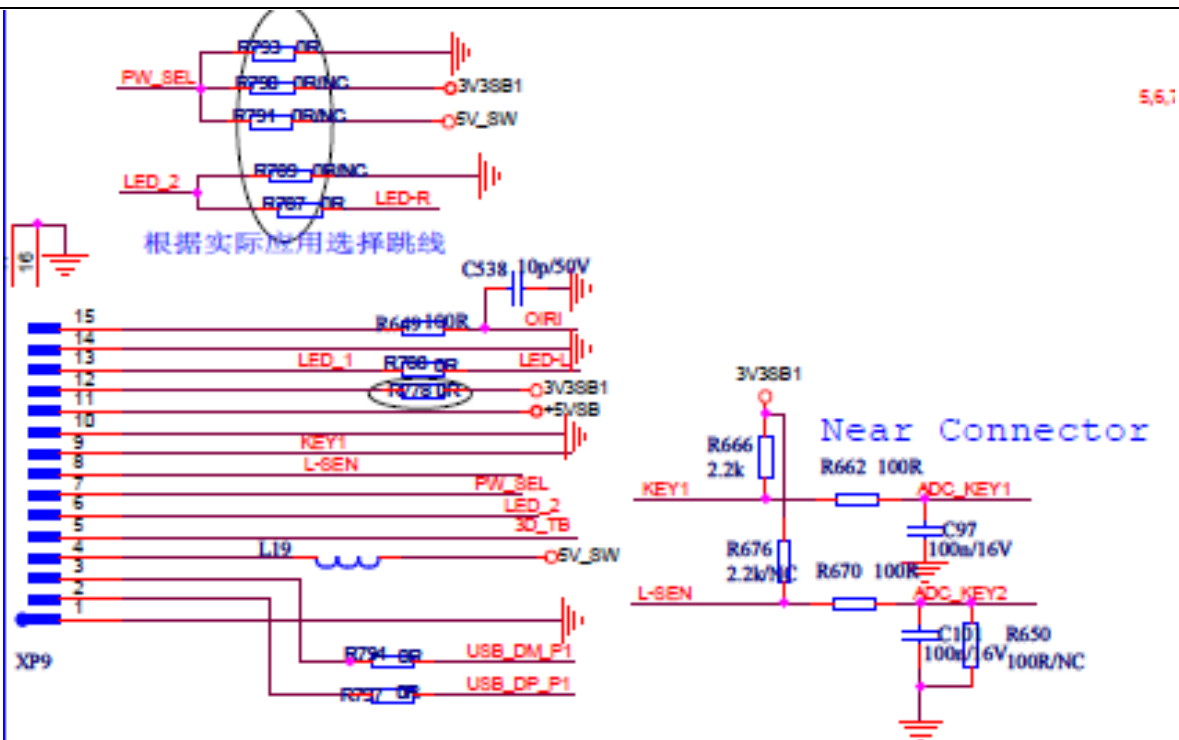 R793 0R
PW_SEL
R790 0R/NC
3V3SB1
R791 0R/NC
5V_SW
5,6,7
R789 0R/NC
LED_2
R787 0R
LED-R
根据实际应用选择跳线
16
C538 10p/50V
15
R649 100R
OIRI
14
13
LED_1
R788 0R
LED-L
12
R778 0R
3V3SB1
11
+5VSB
10
9
KEY1
8
L-SEN
7
PW_SEL
6
LED_2
5
3D_TB
4
L19
5V_SW
3
2
1
XP9
R794 0R
USB_DM_P1
R797 0R
USB_DP_P1
3V3SB1
Near Connector
R666
2.2k
R662 100R
KEY1
ADC_KEY1
C97
100n/16V
R676
2.2k/NC
R670 100R
L-SEN
ADC_KEY2
C101
100n/16V
R650
100R/NC